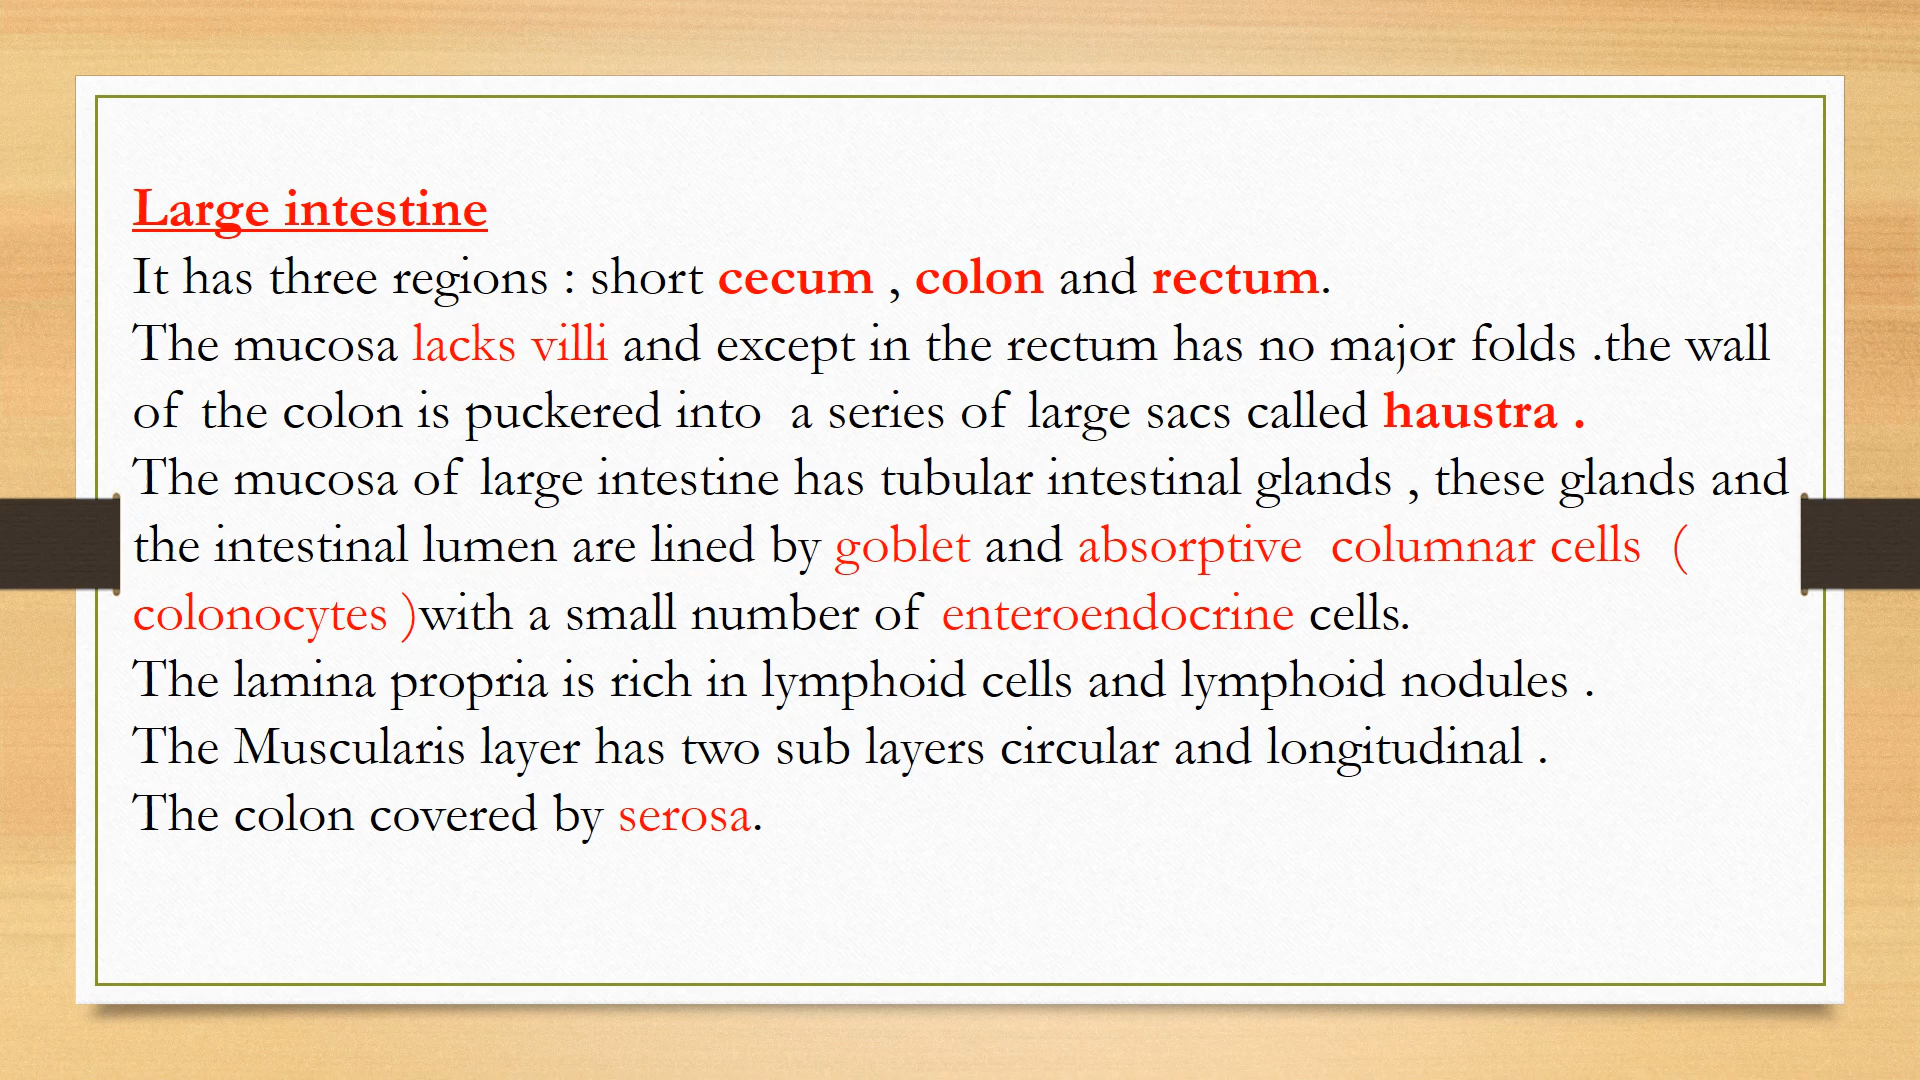 Large intestine
It has three regions : short cecum , colon and rectum.
The mucosa lacks villi and except in the rectum has no major folds .the wall
of the colon is puckered into  a series of large sacs called haustra .
The mucosa of large intestine has tubular intestinal glands , these glands and
the intestinal lumen are lined by goblet and absorptive  columnar cells  (
colonocytes )with a small number of enteroendocrine cells.
The lamina propria is rich in lymphoid cells and lymphoid nodules .
The Muscularis layer has two sub layers circular and longitudinal .
The colon covered by serosa.